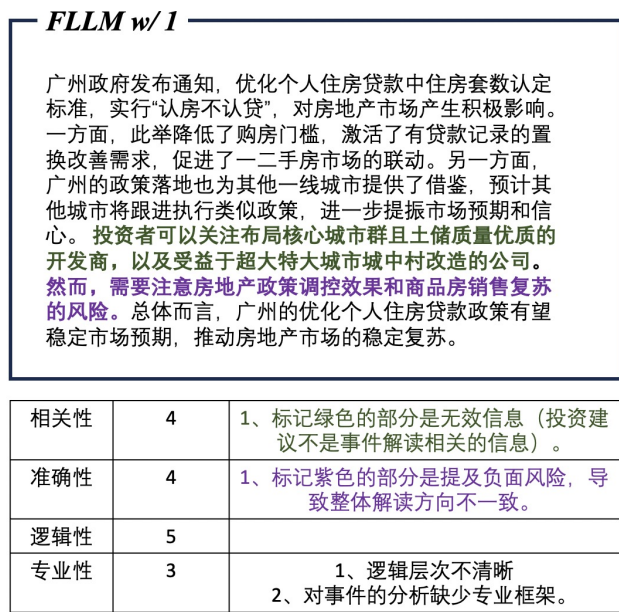 FLLM w/ 1
广州政府发布通知，优化个人住房贷款中住房套数认定
标准，实行“认房不认贷”，对房地产市场产生积极影响。
一方面，此举降低了购房门槛，激活了有贷款记录的置
换改善需求，促进了一二手房市场的联动。另一方面，
广州的政策落地也为其他一线城市提供了借鉴，预计其
他城市将跟进执行类似政策，进一步提振市场预期和信
心。投资者可以关注布局核心城市群且土储质量优质的
开发商，以及受益于超大特大城市城中村改造的公司。
然而，需要注意房地产政策调控效果和商品房销售复苏
的风险。总体而言，广州的优化个人住房贷款政策有望
稳定市场预期，推动房地产市场的稳定复苏。
相关性 4 1、标记绿色的部分是无效信息（投资建
议不是事件解读相关的信息）。
准确性 4 1、标记紫色的部分是提及负面风险，导
致整体解读方向不一致。
逻辑性 5
专业性 3 1、逻辑层次不清晰
2、对事件的分析缺少专业框架。